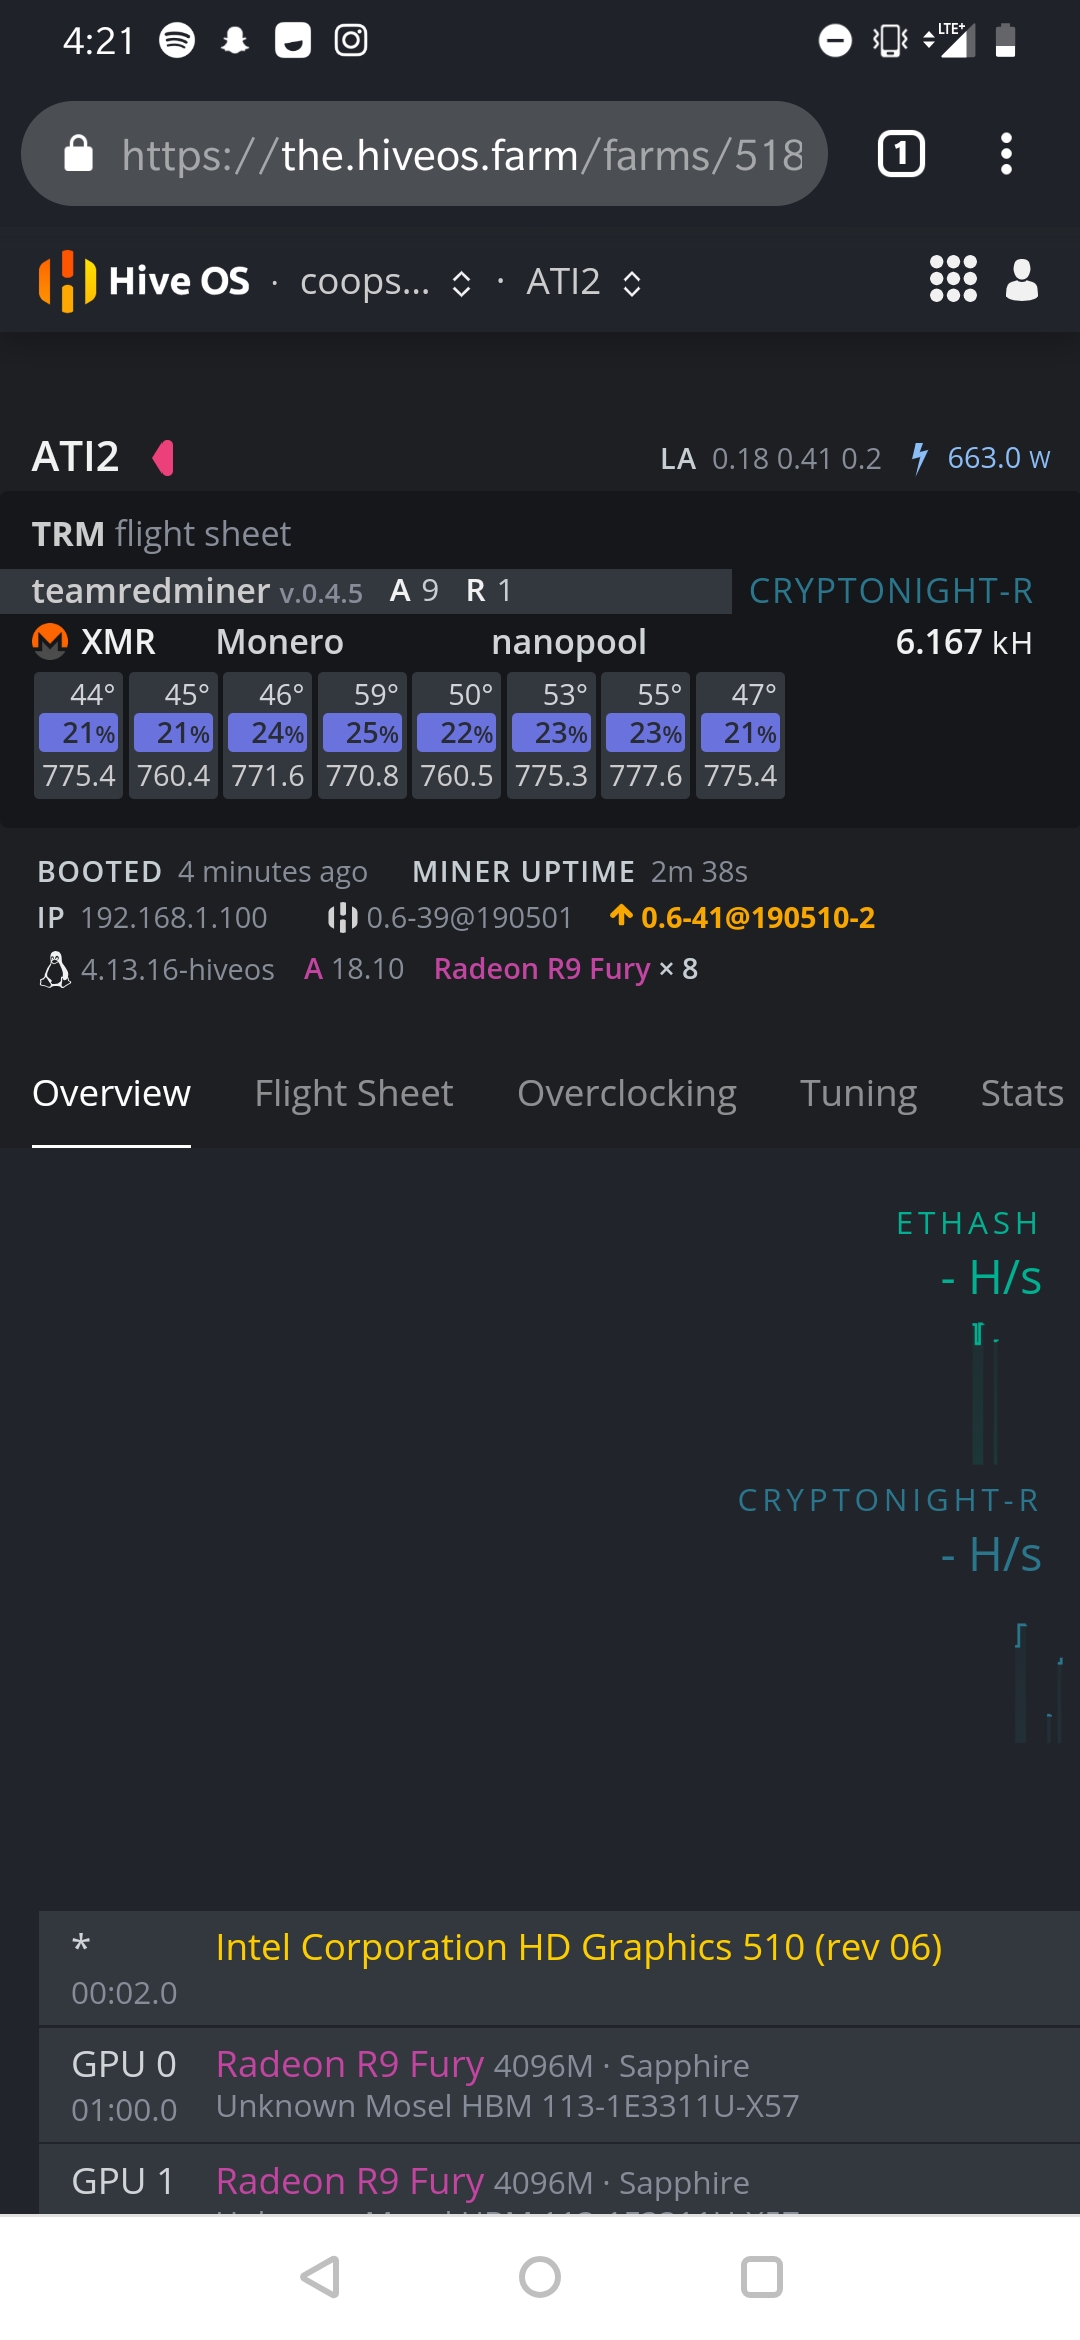 4:21 LTE+
https://the.hiveos.farm/farms/518 1
Hive OS · coops... · ATI2
ATI2 LA 0.18 0.41 0.2 663.0 W
TRM flight sheet
teamredminer v.0.4.5 A 9 R 1 CRYPTONIGHT-R
XMR Monero nanopool 6.167 kH
44° 45° 46° 59° 50° 53° 55° 47°
21% 21% 24% 25% 22% 23% 23% 21%
775.4 760.4 771.6 770.8 760.5 775.3 777.6 775.4
BOOTED 4 minutes ago MINER UPTIME 2m 38s
IP 192.168.1.100 0.6-39@190501 0.6-41@190510-2
4.13.16-hiveos A 18.10 Radeon R9 Fury × 8
Overview Flight Sheet Overclocking Tuning Stats
ETHASH
- H/s
CRYPTONIGHT-R
- H/s
* Intel Corporation HD Graphics 510 (rev 06)
00:02.0
GPU 0 Radeon R9 Fury 4096M · Sapphire
01:00.0 Unknown Mosel HBM 113-1E3311U-X57
GPU 1 Radeon R9 Fury 4096M · Sapphire